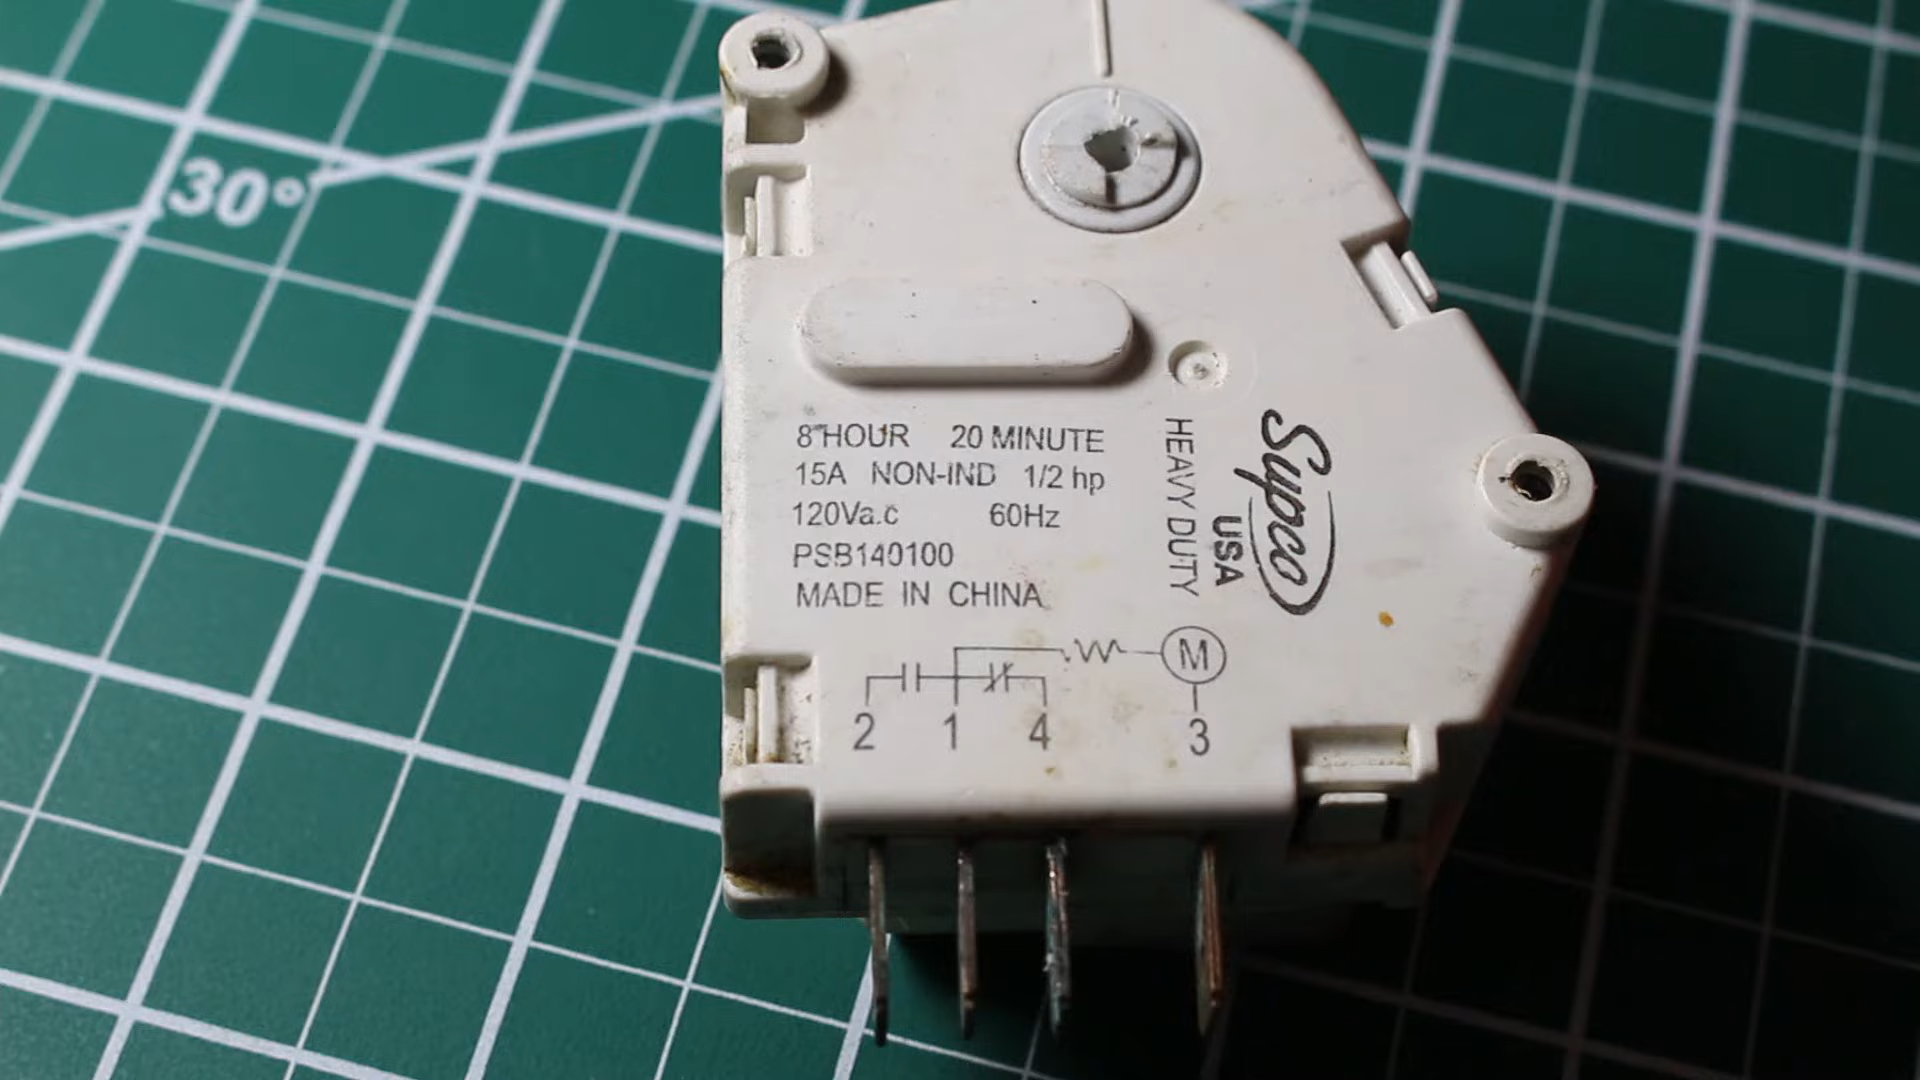 30°
8 HOUR 20 MINUTE
15A NON-IND 1/2 hp
120Va.c 60Hz
PSB140100
MADE IN CHINA
HEAVY DUTY
Supco
USA
M
2 1 4 3